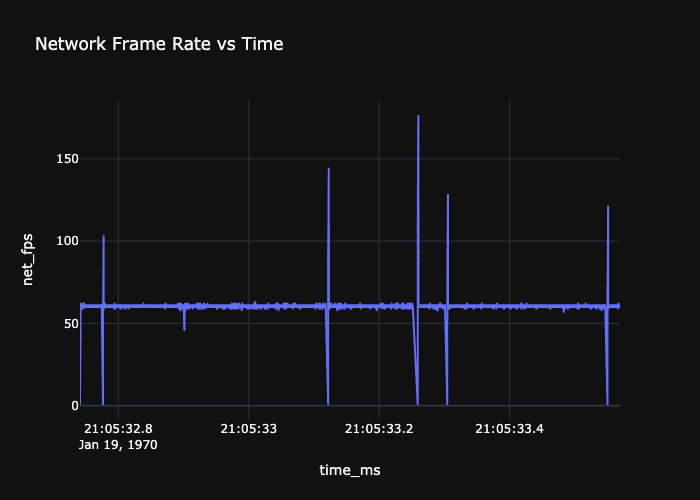 Network Frame Rate vs Time
net_fps
150
100
50
0
21:05:32.8
21:05:33
21:05:33.2
21:05:33.4
Jan 19, 1970
time_ms